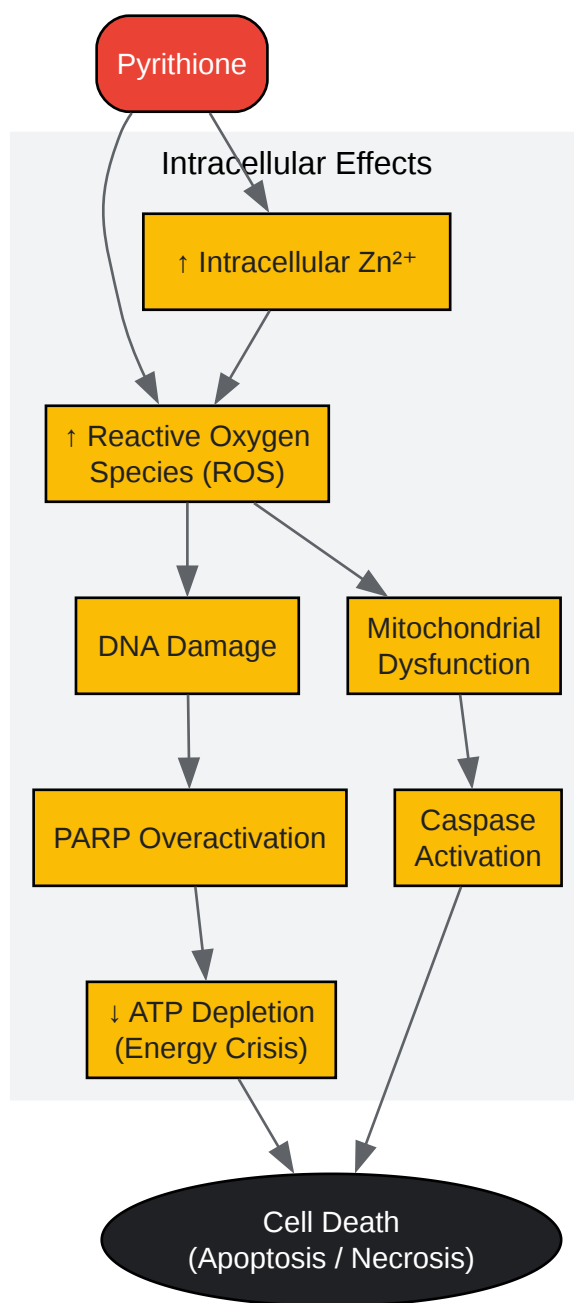 Pyrithione
Intracellular Effects
↑ Intracellular Zn²⁺
↑ Reactive Oxygen
Species (ROS)
DNA Damage
Mitochondrial
Dysfunction
PARP Overactivation
Caspase
Activation
↓ ATP Depletion
(Energy Crisis)
Cell Death
(Apoptosis / Necrosis)